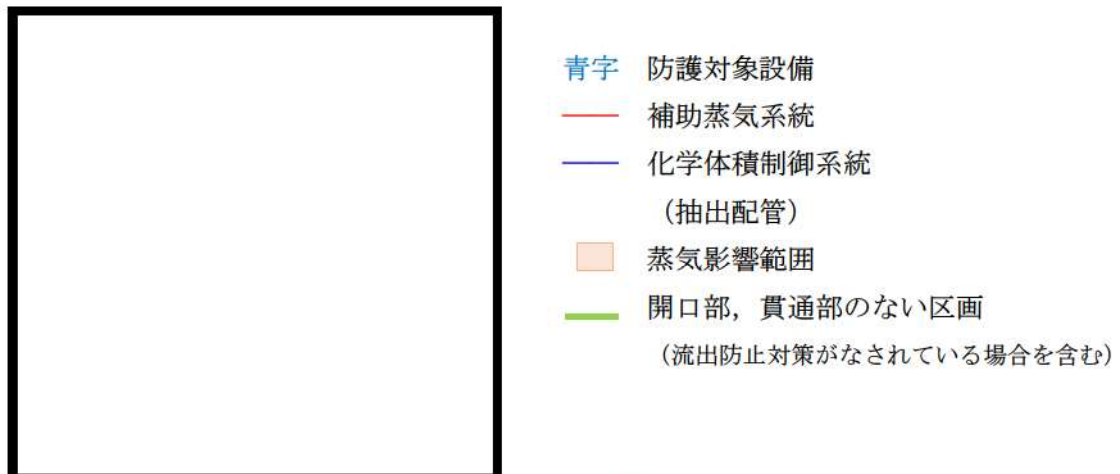 青字 防護対象設備
補助蒸気系統
化学体積制御系統
（抽出配管）
蒸気影響範囲
開口部，貫通部のない区画
（流出防止対策がなされている場合を含む）